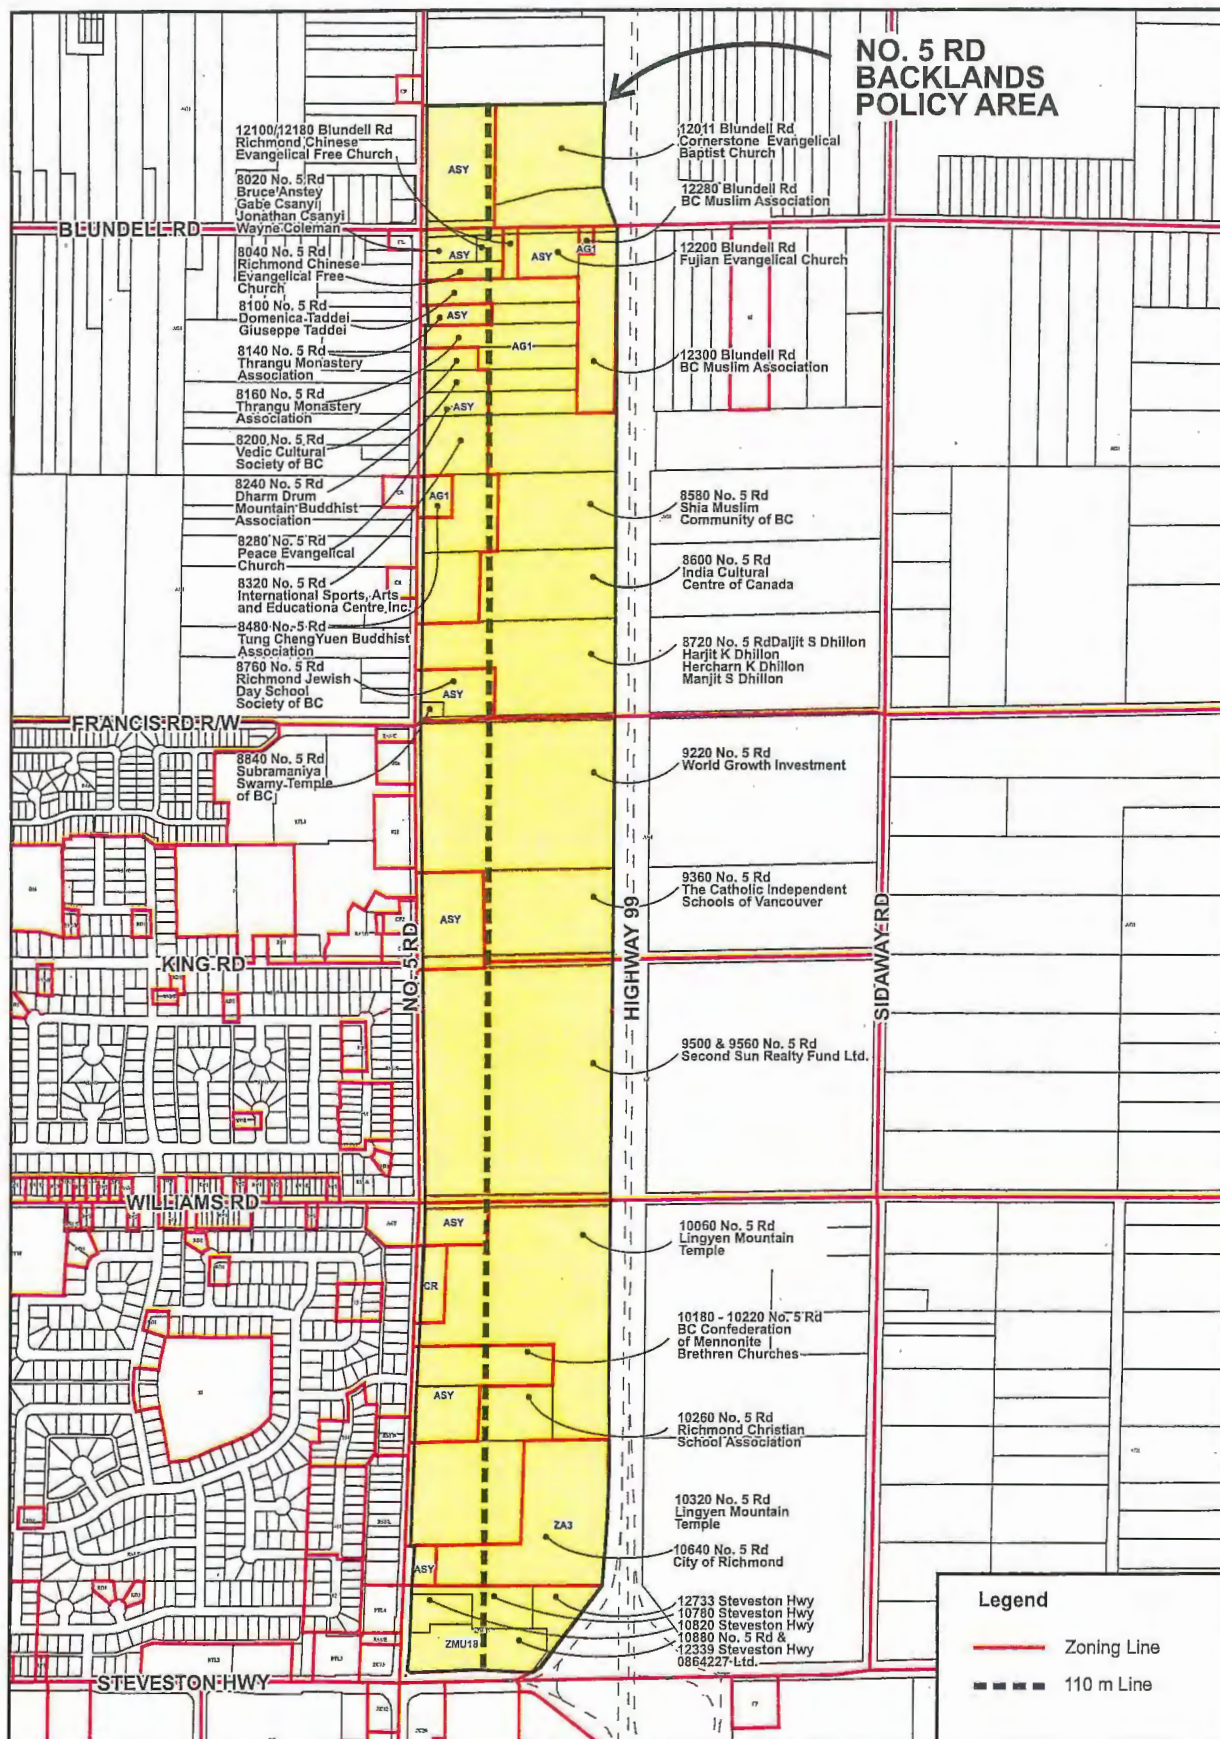 NO. 5 RD
BACKLANDS
POLICY AREA
12100/12180 Blundell Rd
Richmond Chinese
Evangelical Free Church
8020 No. 5 Rd
Bruce Anstey
Gabe Csanyi
Jonathan Csanyi
Wayne Coleman
BLUNDELL RD
8040 No. 5 Rd
Richmond Chinese
Evangelical Free
Church
8100 No. 5 Rd
Domenica Taddei
Giuseppe Taddei
8140 No. 5 Rd
Thrangu Monastery
Association
8160 No. 5 Rd
Thrangu Monastery
Association
8200 No. 5 Rd
Vedic Cultural
Society of BC
8240 No. 5 Rd
Dharm Drum
Mountain Buddhist
Association
8280 No. 5 Rd
Peace Evangelical
Church
8320 No. 5 Rd
International Sports, Arts
and Educationa Centre Inc.
8480 No. 5 Rd
Tung ChengYuen Buddhist
Association
8760 No. 5 Rd
Richmond Jewish
Day School
Society of BC
FRANCIS RD R/W
8840 No. 5 Rd
Subramaniya
Swamy Temple
of BC
KING RD
WILLIAMS RD
STEVESTON HWY
NO. 5 RD
ASY
ASY
ASY
AG1
ASY
AG1
ASY
AG1
ASY
ASY
ASY
CR
ASY
ZA3
ASY
ZMU18
12011 Blundell Rd
Cornerstone Evangelical
Baptist Church
12280 Blundell Rd
BC Muslim Association
12200 Blundell Rd
Fujian Evangelical Church
12300 Blundell Rd
BC Muslim Association
8580 No. 5 Rd
Shia Muslim
Community of BC
8600 No. 5 Rd
India Cultural
Centre of Canada
8720 No. 5 RdDaljit S Dhillon
Harjit K Dhillon
Hercharn K Dhillon
Manjit S Dhillon
9220 No. 5 Rd
World Growth Investment
9360 No. 5 Rd
The Catholic Independent
Schools of Vancouver
HIGHWAY 99
SIDAWAY RD
9500 & 9560 No. 5 Rd
Second Sun Realty Fund Ltd.
10060 No. 5 Rd
Lingyen Mountain
Temple
10180 - 10220 No. 5 Rd
BC Confederation
of Mennonite
Brethren Churches
10260 No. 5 Rd
Richmond Christian
School Association
10320 No. 5 Rd
Lingyen Mountain
Temple
10640 No. 5 Rd
City of Richmond
12733 Steveston Hwy
10780 Steveston Hwy
10820 Steveston Hwy
10880 No. 5 Rd &
12339 Steveston Hwy
0864227 Ltd.
Legend
Zoning Line
110 m Line